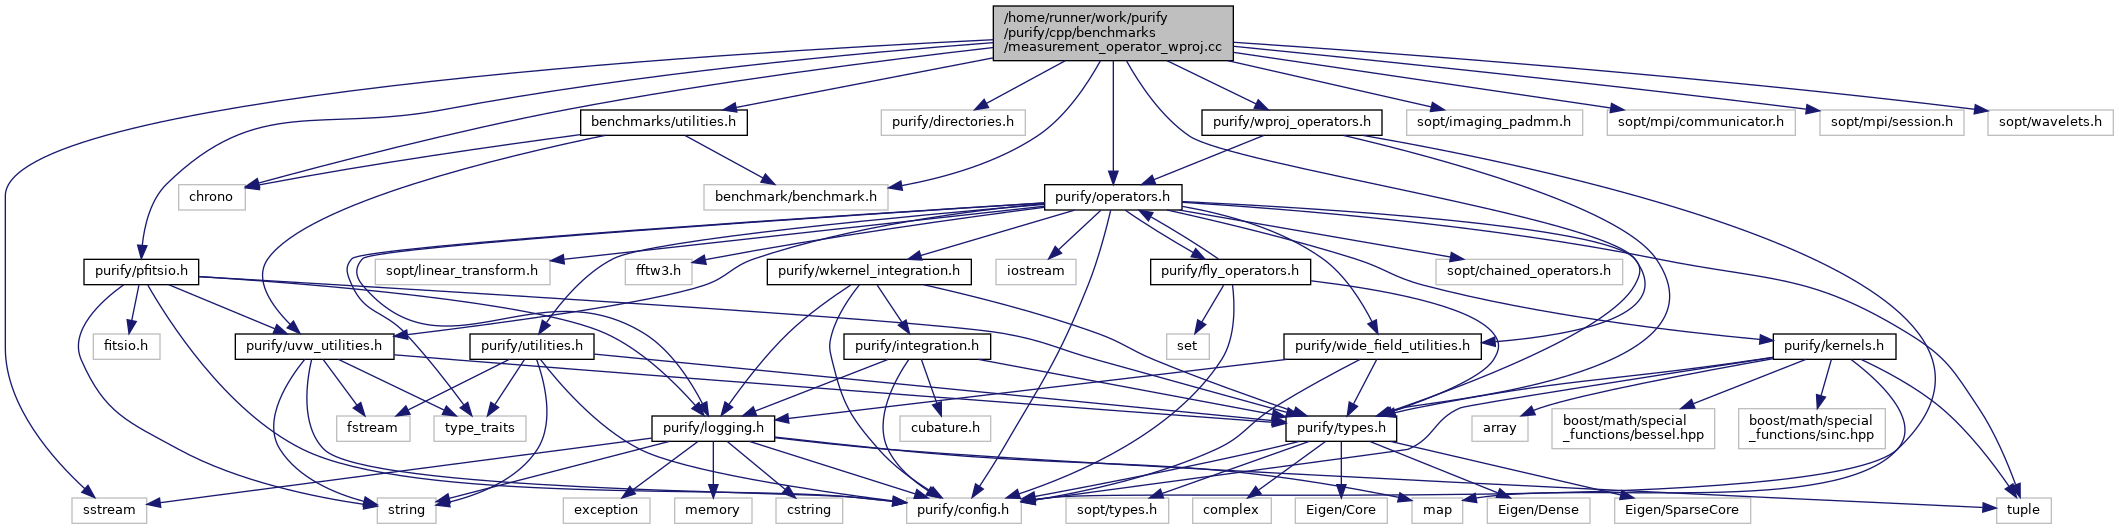 /home/runner/work/purify
/purify/cpp/benchmarks
/measurement_operator_wproj.cc
benchmarks/utilities.h
purify/directories.h
purify/wproj_operators.h
sopt/imaging_padmm.h
sopt/mpi/communicator.h
sopt/mpi/session.h
sopt/wavelets.h
chrono
benchmark/benchmark.h
purify/operators.h
purify/pfitsio.h
sopt/linear_transform.h
fftw3.h
purify/wkernel_integration.h
iostream
purify/fly_operators.h
sopt/chained_operators.h
fitsio.h
purify/uvw_utilities.h
purify/utilities.h
purify/integration.h
set
purify/wide_field_utilities.h
purify/kernels.h
fstream
type_traits
purify/logging.h
cubature.h
purify/types.h
array
boost/math/special
_functions/bessel.hpp
boost/math/special
_functions/sinc.hpp
sstream
string
exception
memory
cstring
purify/config.h
sopt/types.h
complex
Eigen/Core
map
Eigen/Dense
Eigen/SparseCore
tuple